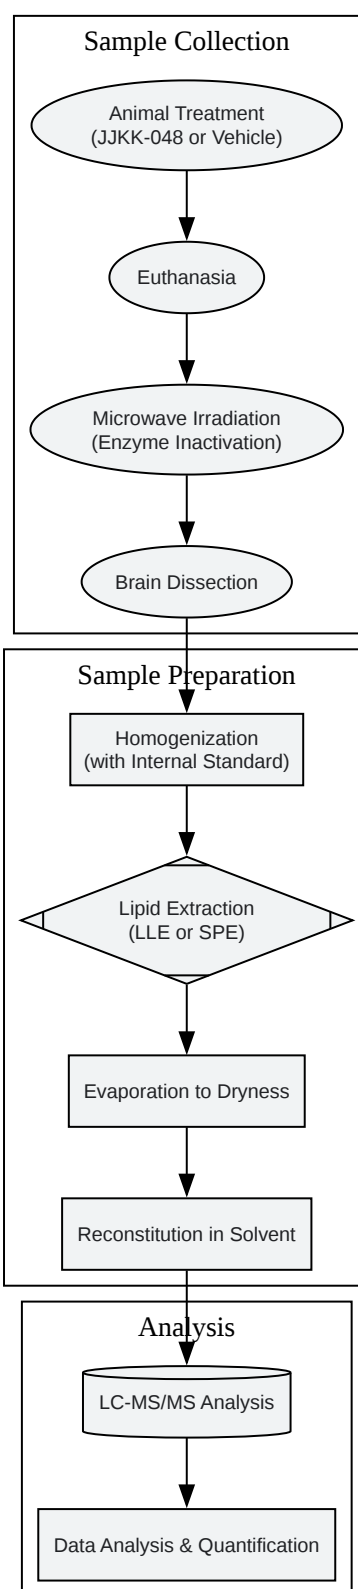 Sample Collection
Animal Treatment
(JJKK-048 or Vehicle)
Euthanasia
Microwave Irradiation
(Enzyme Inactivation)
Brain Dissection
Sample Preparation
Homogenization
(with Internal Standard)
Lipid Extraction
(LLE or SPE)
Evaporation to Dryness
Reconstitution in Solvent
Analysis
LC-MS/MS Analysis
Data Analysis & Quantification